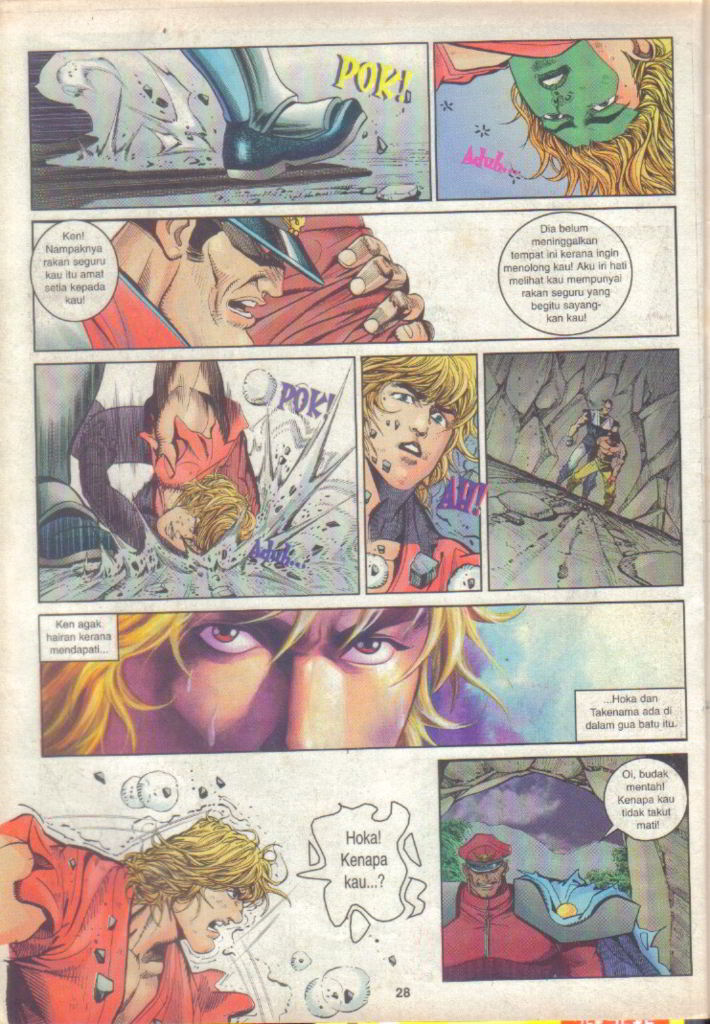 POK!
Aduh...
Ken!
Nampaknya
rakan seguru
kau itu amat
setia kepada
kau!
Dia belum
meninggalkan
tempat ini kerana ingin
menolong kau! Aku iri hati
melihat kau mempunyai
rakan seguru yang
begitu sayang-
kan kau!
POK!
Aduh...
AH!
Ken agak
hairan kerana
mendapati...
...Hoka dan
Takenama ada di
dalam gua batu itu.
Hoka!
Kenapa
kau...?
Oi, budak
mentah!
Kenapa kau
tidak takut
mati!
28